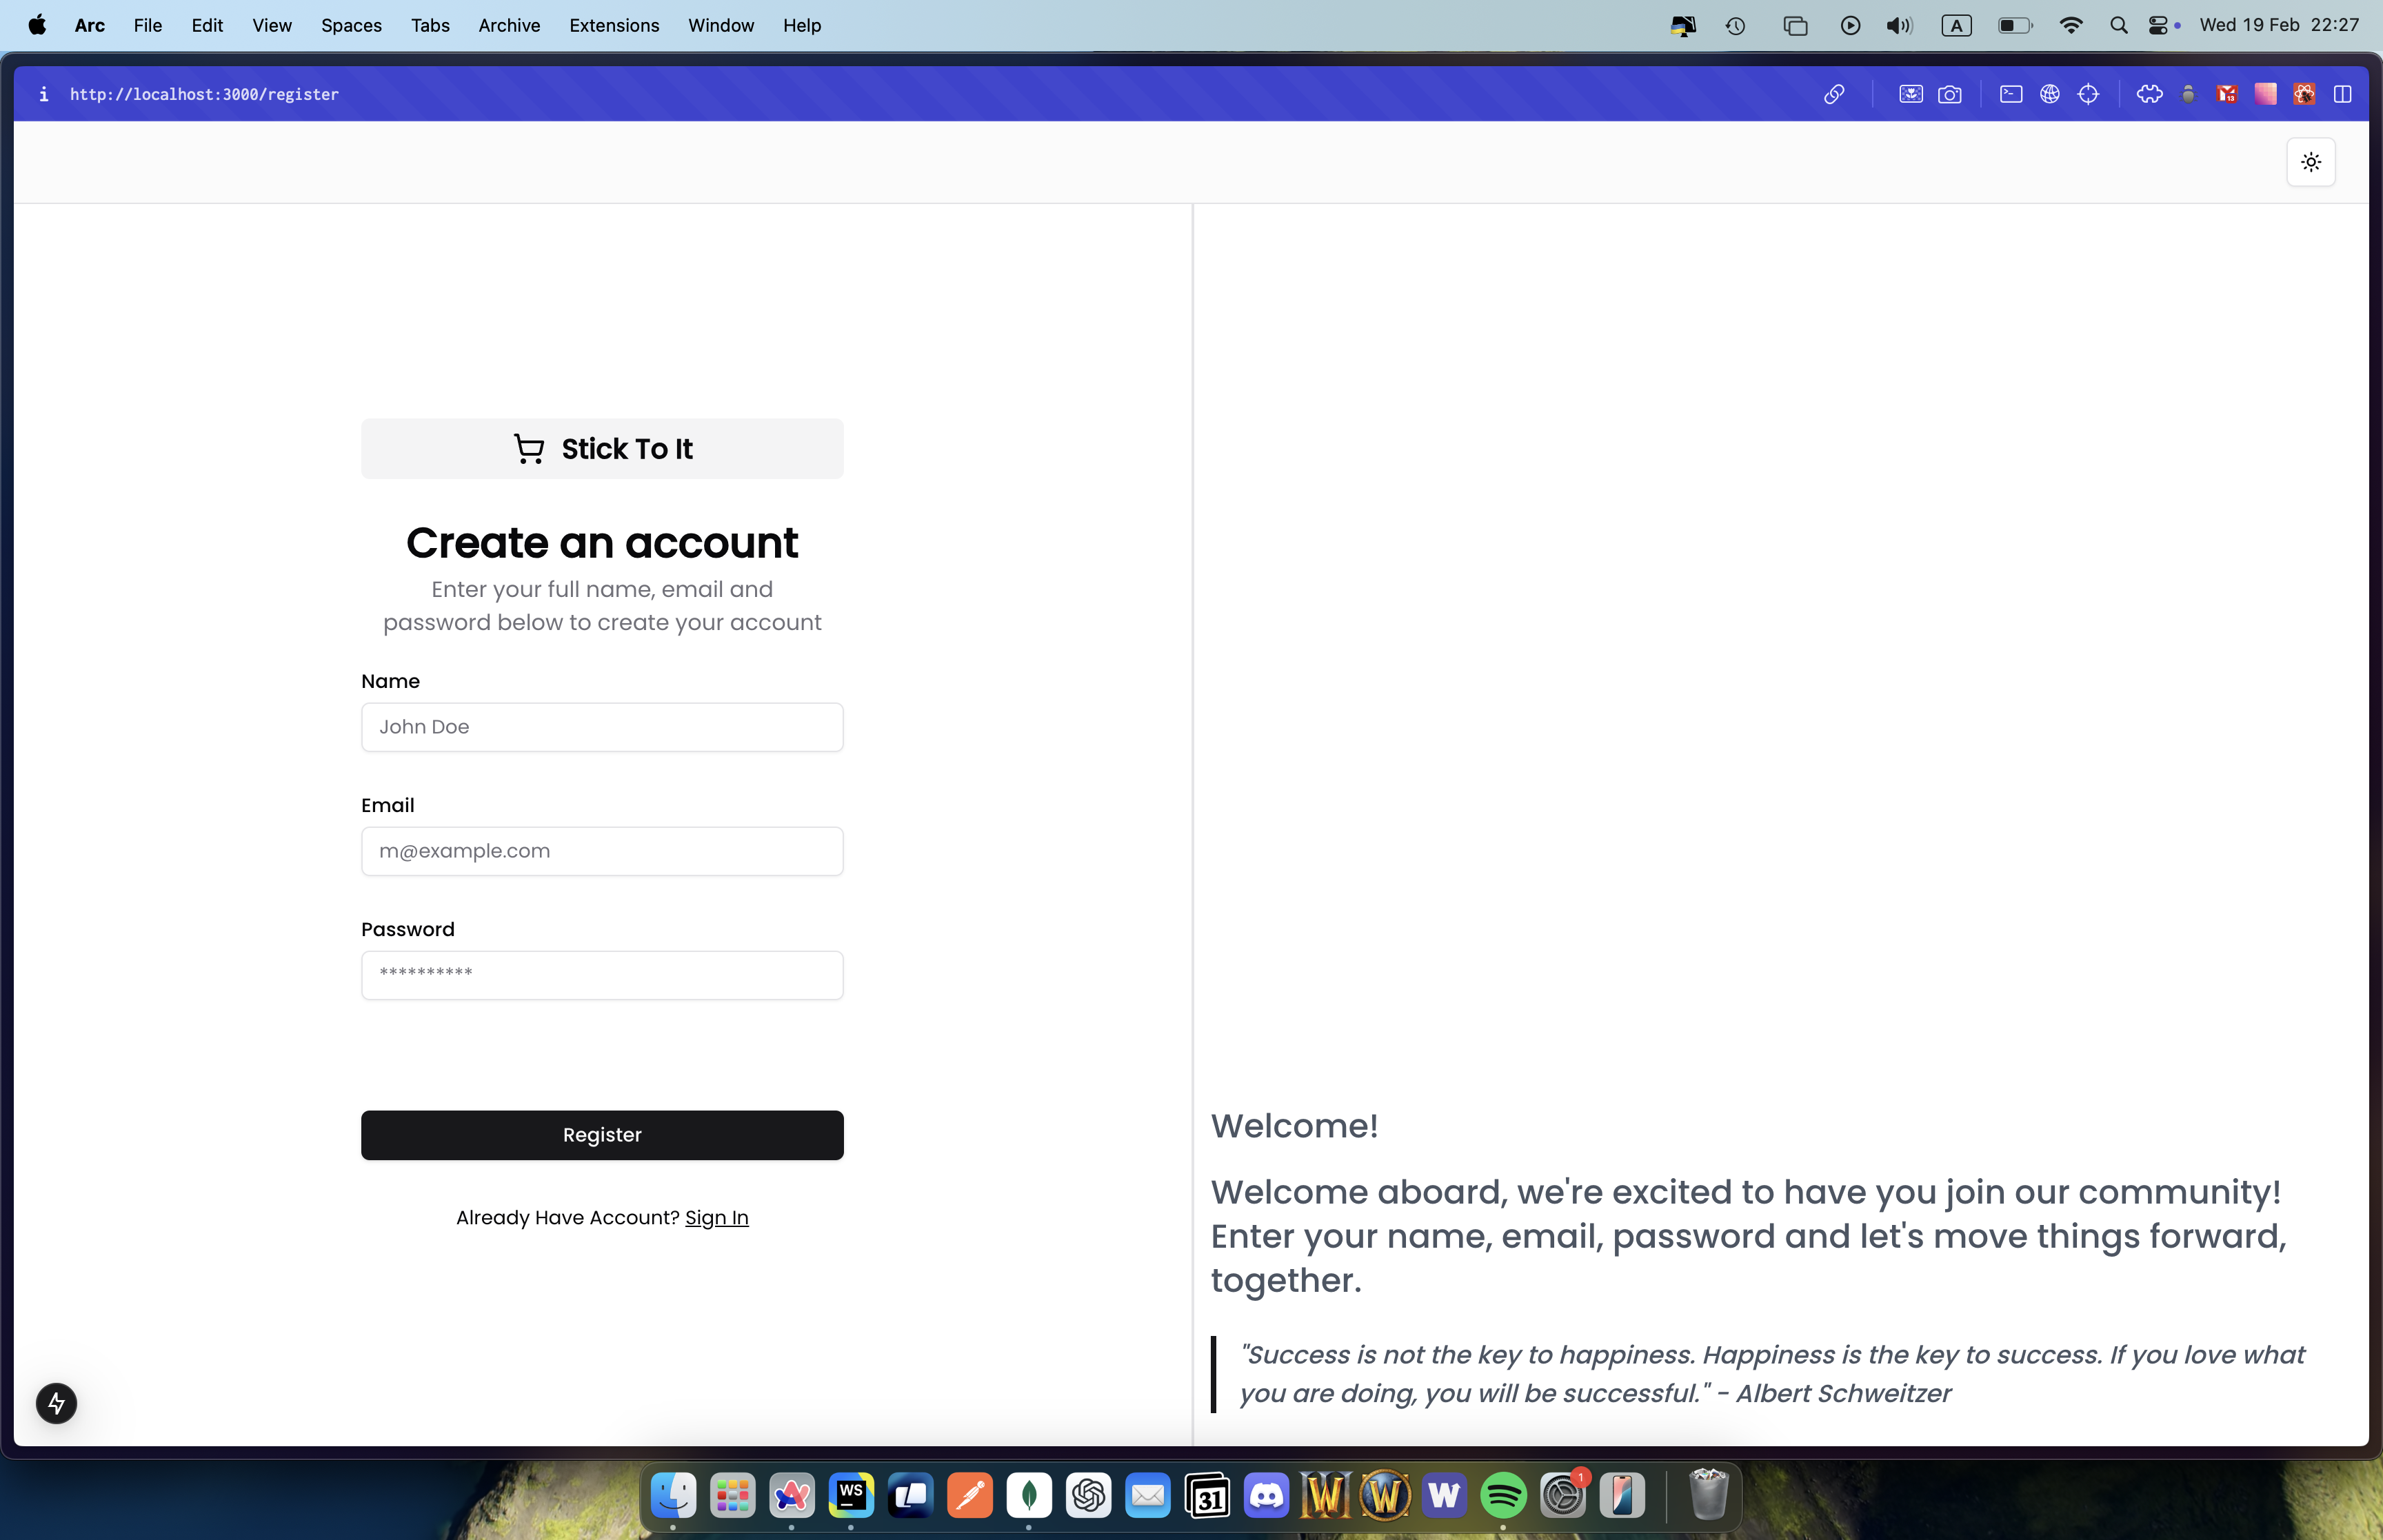 Arc File Edit View Spaces Tabs Archive Extensions Window Help A Wed 19 Feb 22:27
http://localhost:3000/register 13
Stick To It
Create an account
Enter your full name, email and
password below to create your account
Name
John Doe
Email
m@example.com
Password
**********
Register
Already Have Account? Sign In
Welcome!
Welcome aboard, we're excited to have you join our community!
Enter your name, email, password and let's move things forward,
together.
"Success is not the key to happiness. Happiness is the key to success. If you love what
you are doing, you will be successful." - Albert Schweitzer
WS 31 W W W 1